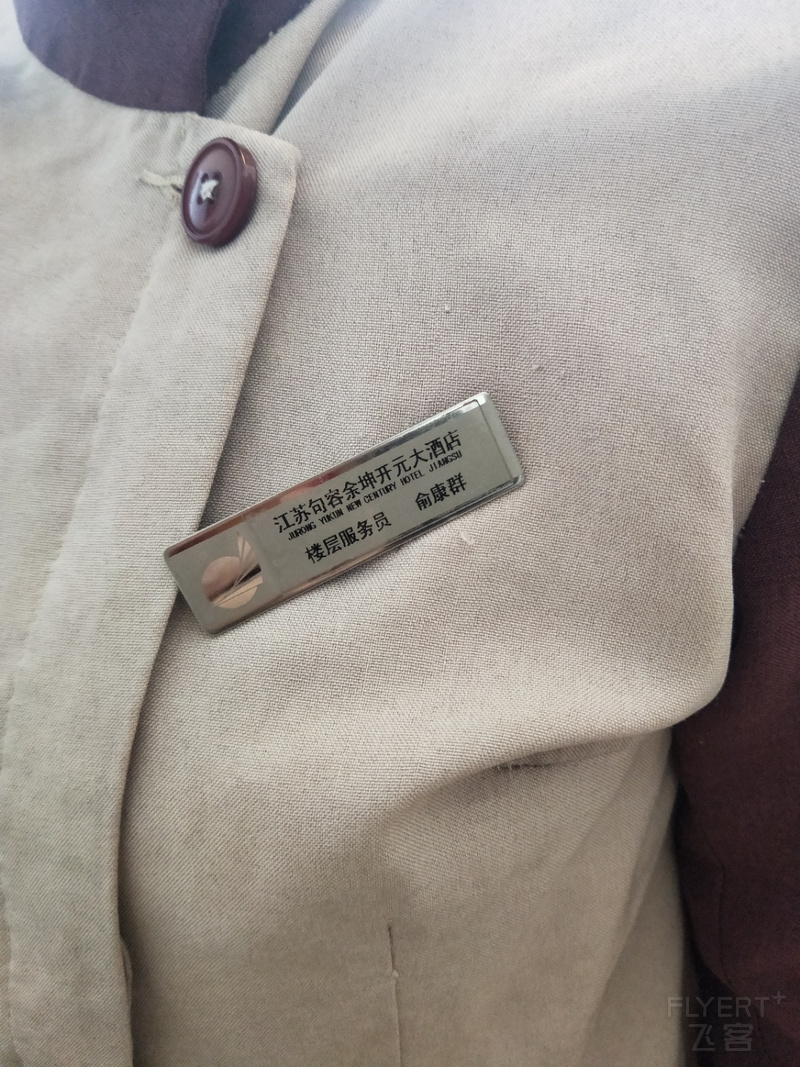 江苏句容余坤开元大酒店
JURONG YUKUN NEW CENTURY HOTEL JIANGSU
楼层服务员 俞康群
FLYERT+
飞客